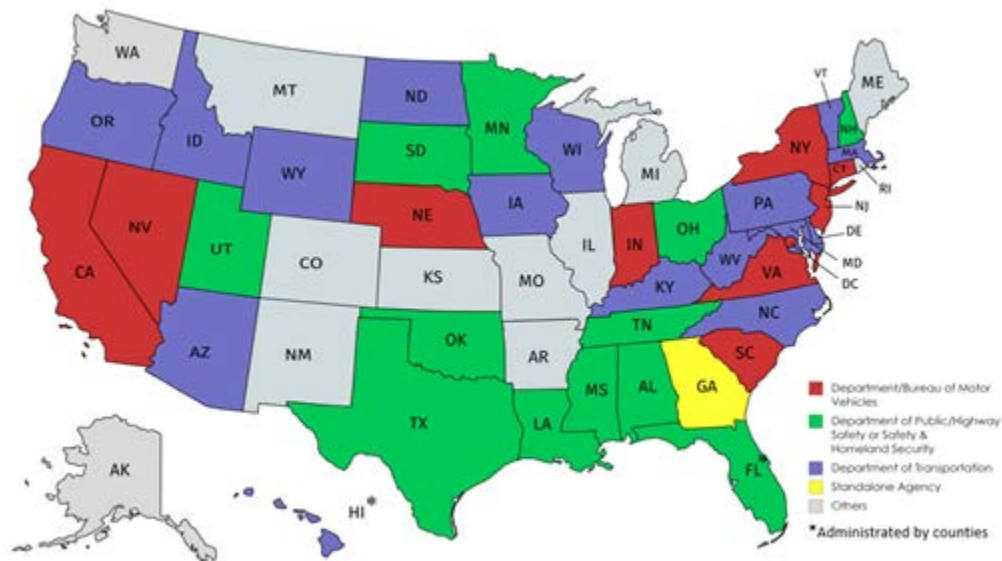 WA
MT
ND
MN
VT
ME
OR
ID
SD
WI
NY
NH
MA
WY
MI
CT
RI
IA
PA
NJ
NE
NV
OH
DE
UT
IL
IN
MD
CA
CO
WV
VA
DC
KS
MO
KY
NC
TN
OK
AZ
NM
AR
SC
MS
AL
GA
TX
LA
FL*
AK
HI*
Department/Bureau of Motor
Vehicles
Department of Public/Highway
Safety or Safety &
Homeland Security
Department of Transportation
Standalone Agency
Others
*Administrated by counties